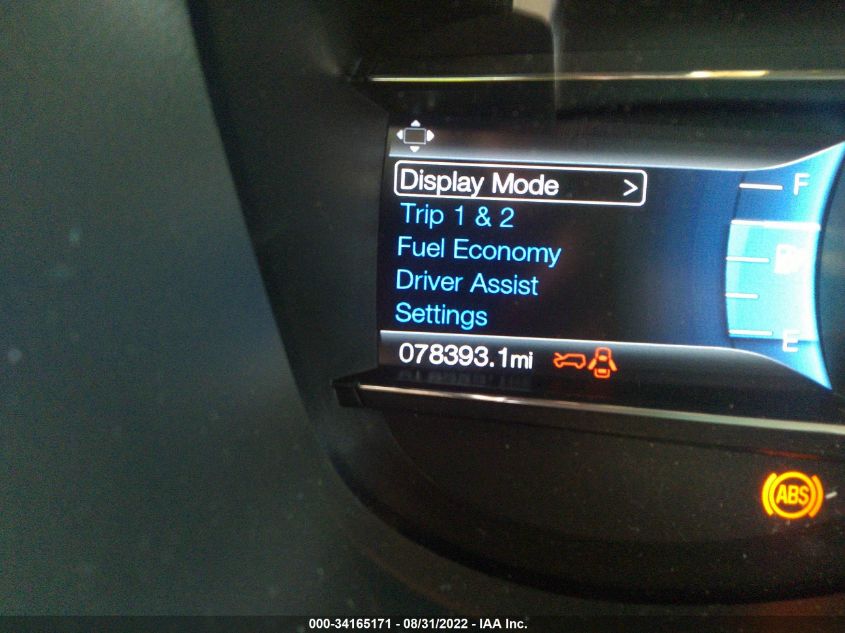 Display Mode >
Trip 1 & 2
Fuel Economy
Driver Assist
Settings
078393.1mi
F
E
ABS
000-34165171 - 08/31/2022 - IAA Inc.